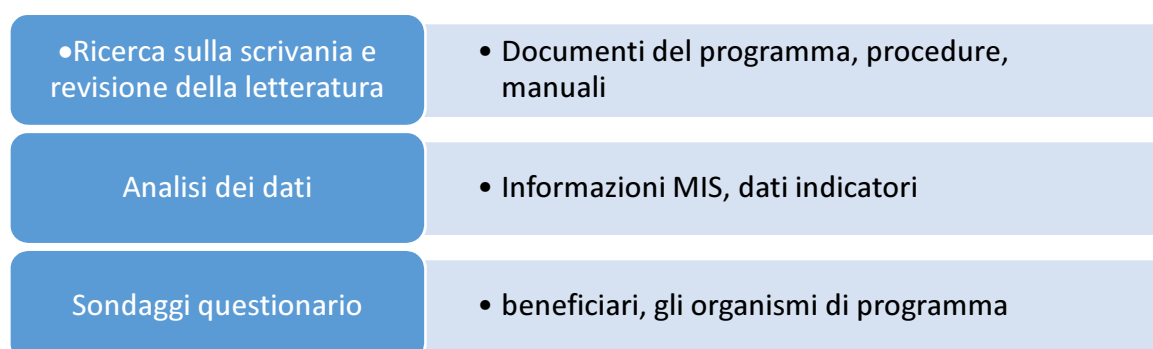 •Ricerca sulla scrivania e
revisione della letteratura
• Documenti del programma, procedure,
manuali
Analisi dei dati
• Informazioni MIS, dati indicatori
Sondaggi questionario
• beneficiari, gli organismi di programma